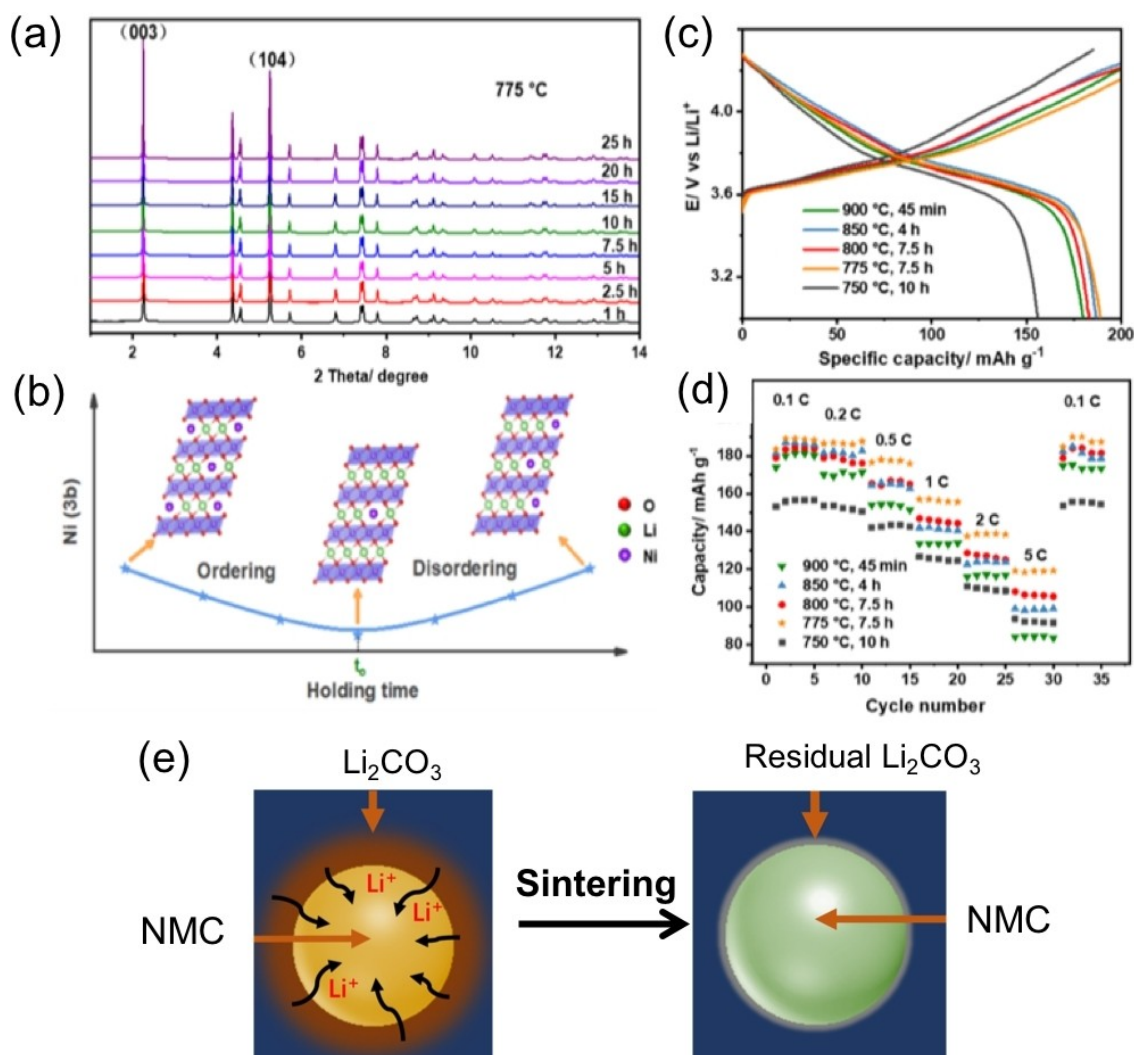 (a)
(003)
(104)
775 °C
25 h
20 h
15 h
10 h
7.5 h
5 h
2.5 h
1 h
2 4 6 8 10 12 14
2 Theta/ degree
(b)
Ni (3b)
Ordering
Disordering
O
Li
Ni
t₀
Holding time
(c)
E/ V vs Li/Li⁺
4.0
3.6
3.2
900 °C, 45 min
850 °C, 4 h
800 °C, 7.5 h
775 °C, 7.5 h
750 °C, 10 h
0 50 100 150 200
Specific capacity/ mAh g⁻¹
(d)
Capacity/ mAh g⁻¹
180
160
140
120
100
80
0.1 C
0.2 C
0.5 C
1 C
2 C
5 C
0.1 C
900 °C, 45 min
850 °C, 4 h
800 °C, 7.5 h
775 °C, 7.5 h
750 °C, 10 h
0 5 10 15 20 25 30 35
Cycle number
(e)
Li₂CO₃
Li⁺
Li⁺
Li⁺
NMC
Sintering
Residual Li₂CO₃
NMC